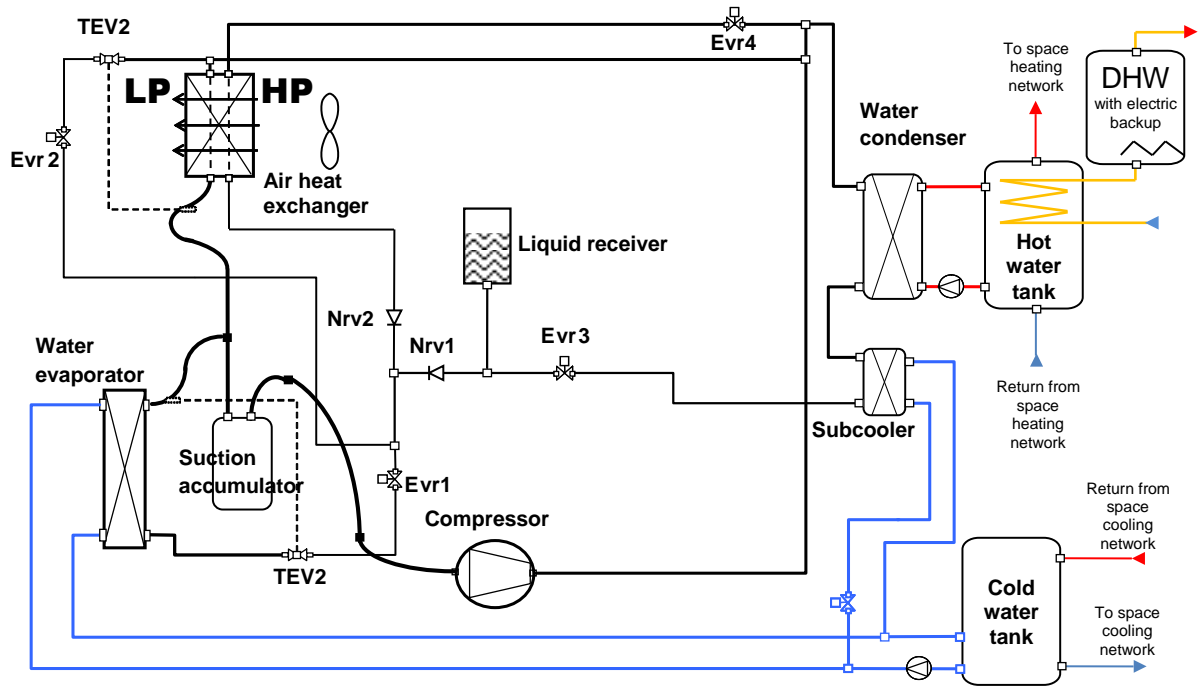 TEV2
Evr4
To space
heating
network
DHW
with electric
backup
LP
HP
Water
condenser
Evr 2
Air heat
exchanger
Liquid receiver
Hot
water
tank
Nrv2
Nrv1
Evr 3
Water
evaporator
Return from
space
heating
network
Subcooler
Suction
accumulator
Evr1
Compressor
Return from
space
cooling
network
TEV2
Cold
water
tank
To space
cooling
network